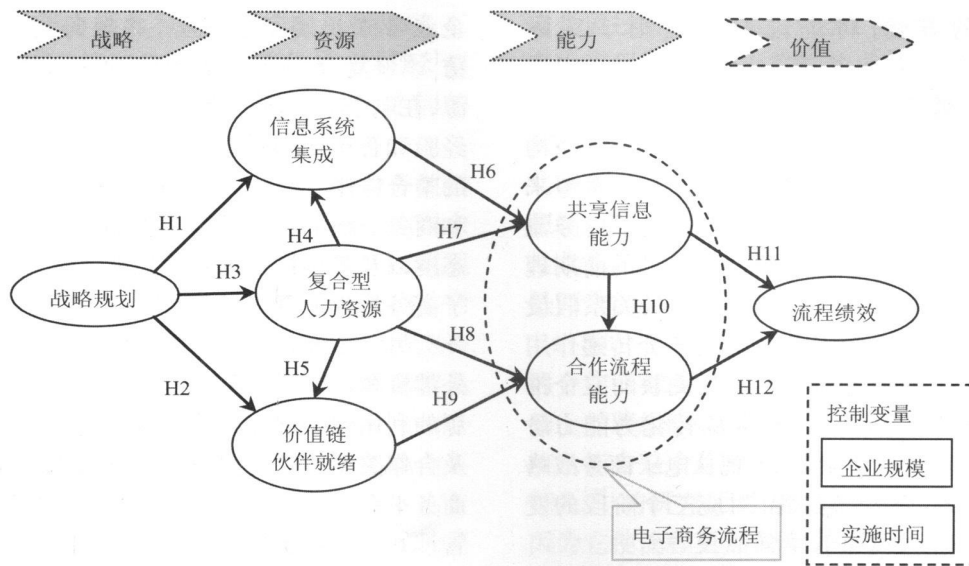 战略
资源
能力
价值
信息系统
集成
H6
共享信息
能力
H1
H4
H7
H11
H3
战略规划
复合型
人力资源
H10
流程绩效
H8
H2
H5
H9
合作流程
能力
H12
价值链
伙伴就绪
控制变量
企业规模
电子商务流程
实施时间